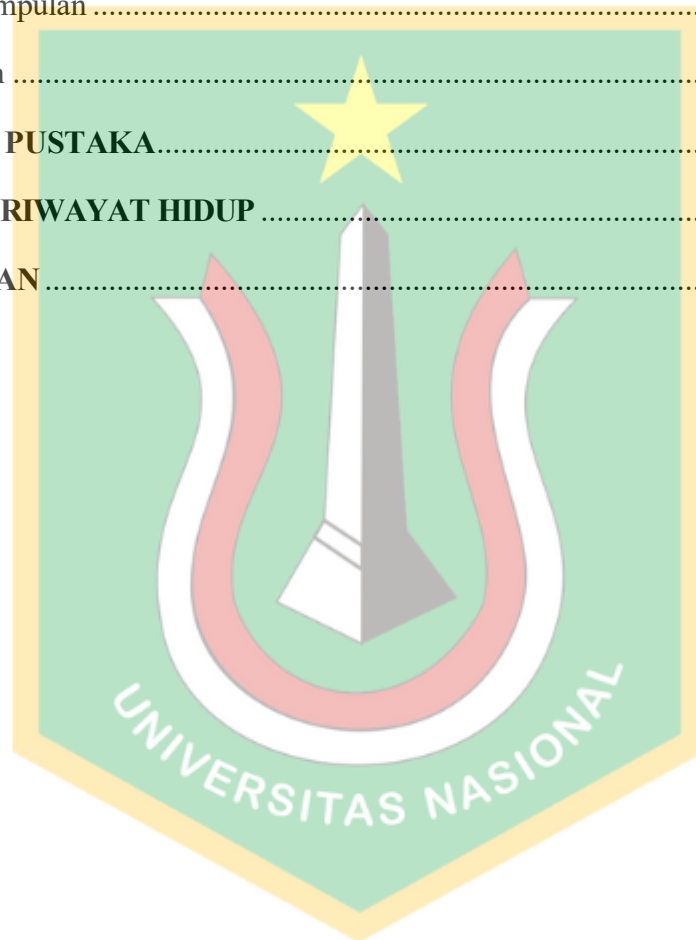 mpulan ........................................................................................
n ........................................................................................
PUSTAKA........................................................................................
RIWAYAT HIDUP ........................................................................................
AN ........................................................................................
UNIVERSITAS NASIONAL